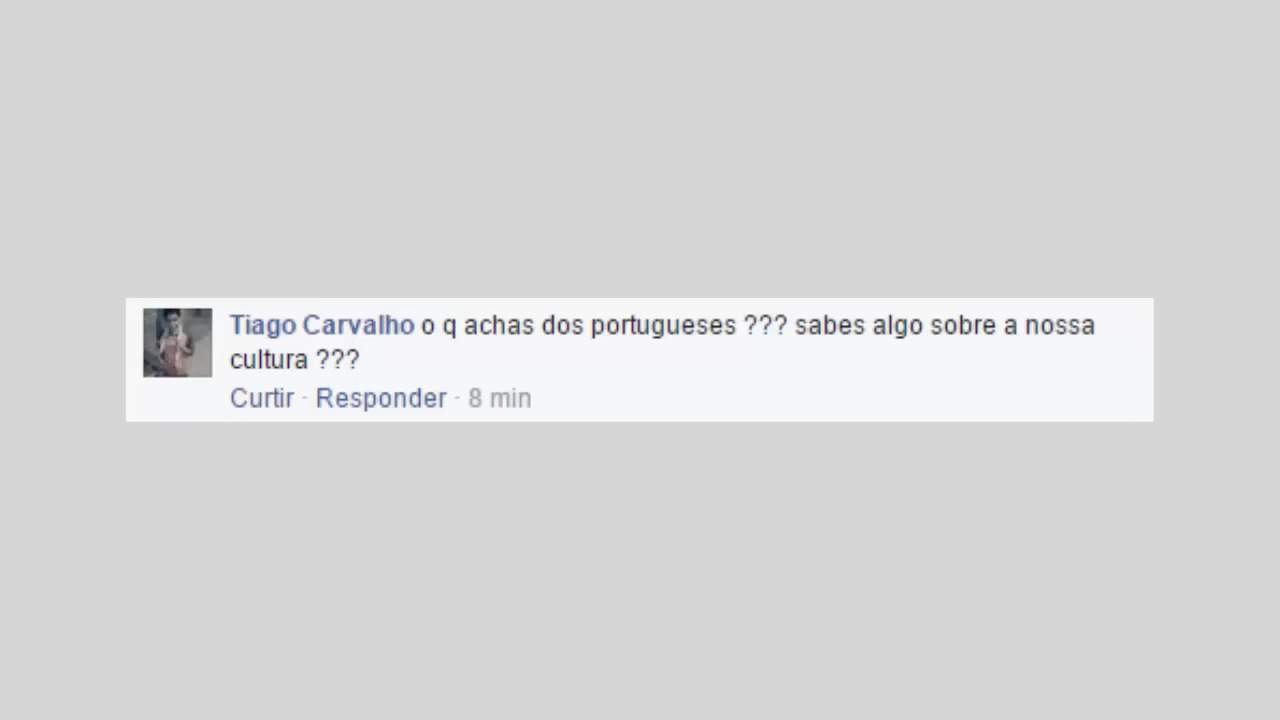 Tiago Carvalho o q achas dos portugueses ??? sabes algo sobre a nossa
cultura ???
Curtir · Responder · 8 min